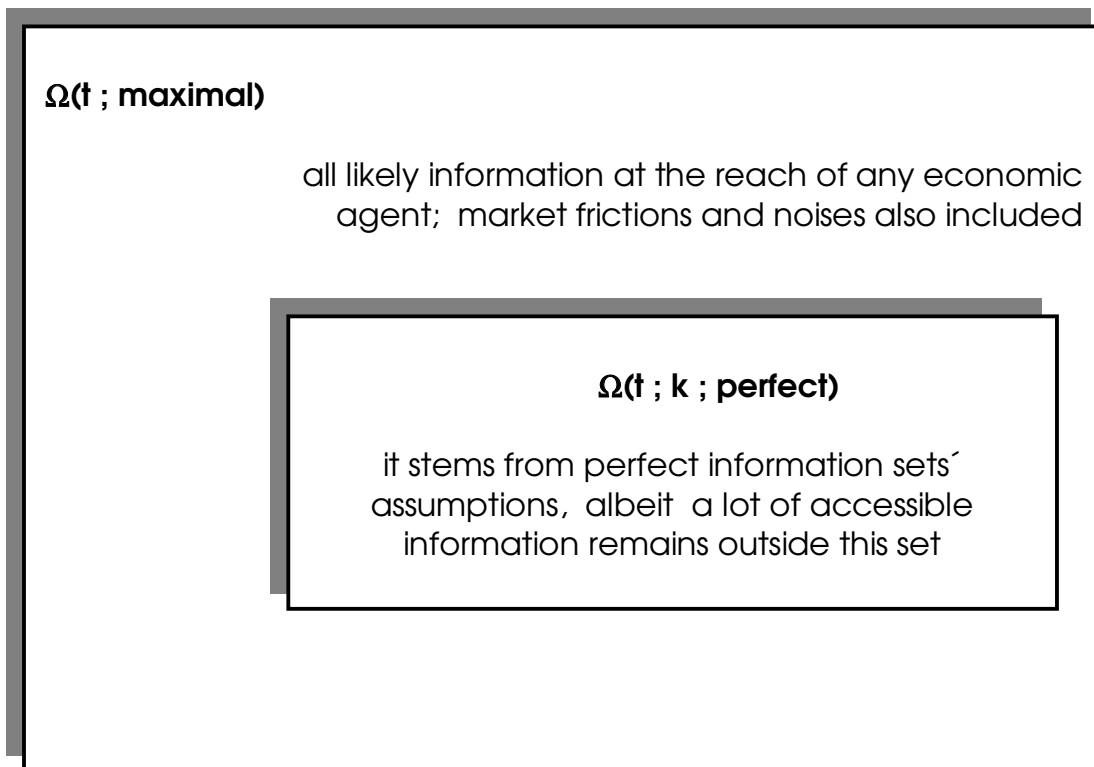 Ω(t ; maximal)
all likely information at the reach of any economic
agent; market frictions and noises also included
Ω(t ; k ; perfect)
it stems from perfect information sets´
assumptions, albeit a lot of accessible
information remains outside this set